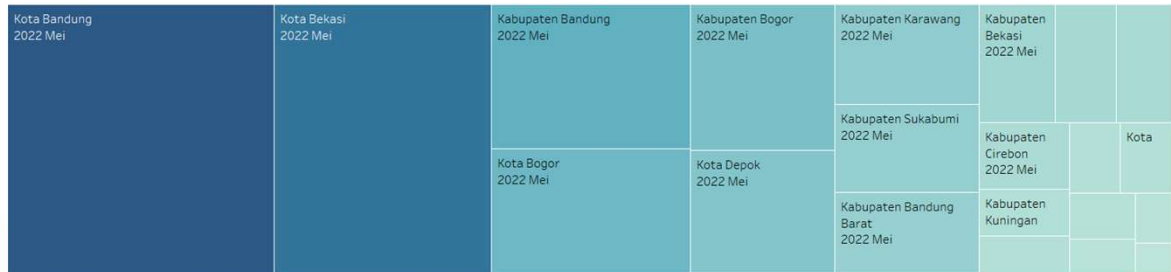 Kota Bandung
2022 Mei
Kota Bekasi
2022 Mei
Kabupaten Bandung
2022 Mei
Kota Bogor
2022 Mei
Kabupaten Bogor
2022 Mei
Kota Depok
2022 Mei
Kabupaten Karawang
2022 Mei
Kabupaten Sukabumi
2022 Mei
Kabupaten Bandung
Barat
2022 Mei
Kabupaten
Bekasi
2022 Mei
Kabupaten
Cirebon
2022 Mei
Kabupaten
Kuningan
Kota